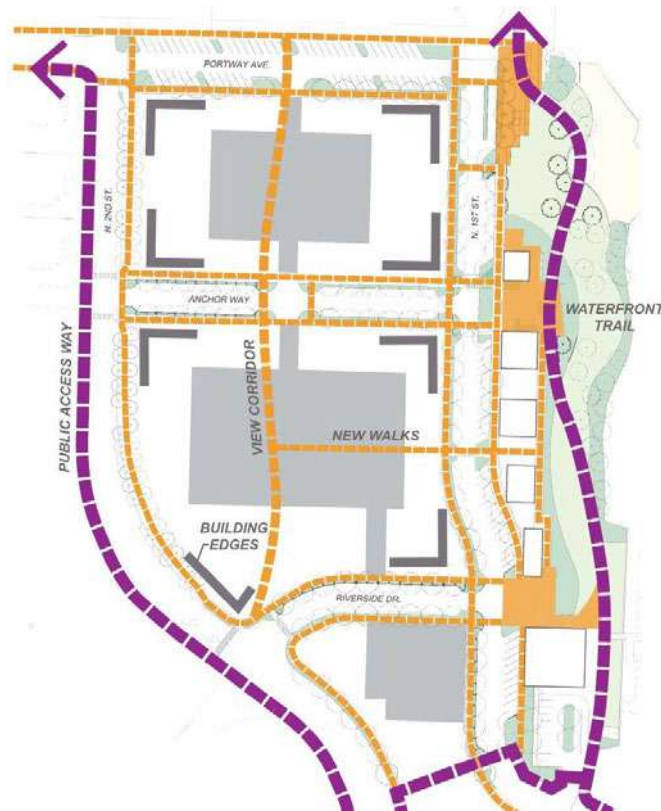 PORTWAY AVE.
N. 2ND ST.
N. 1ST ST.
ANCHOR WAY
WATERFRONT
TRAIL
PUBLIC ACCESS WAY
VIEW CORRIDOR
NEW WALKS
BUILDING
EDGES
RIVERSIDE DR.